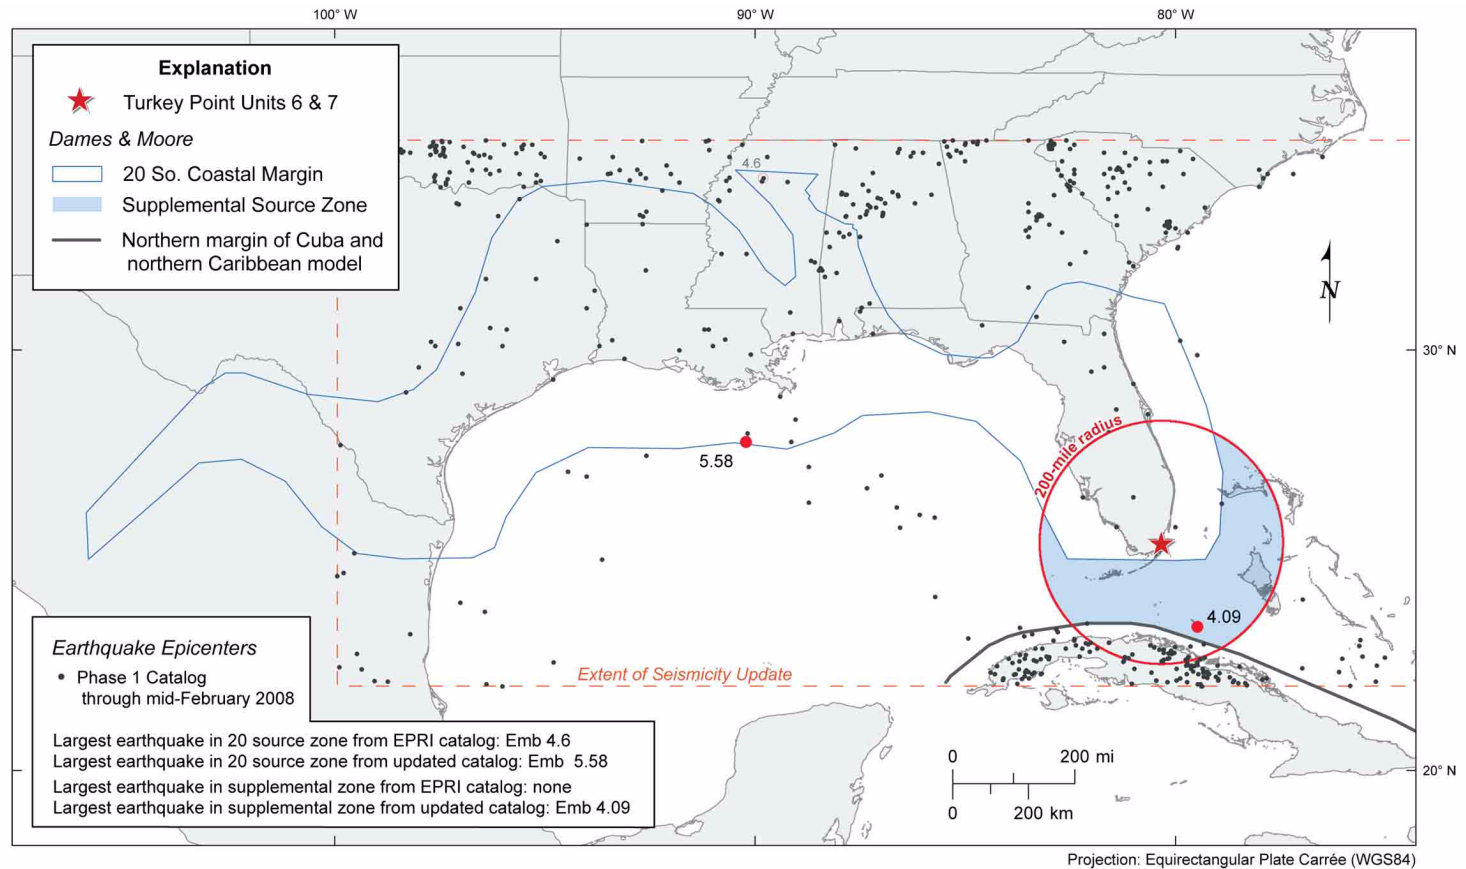 100° W
90° W
80° W
Explanation
Turkey Point Units 6 & 7
Dames & Moore
20 So. Coastal Margin
Supplemental Source Zone
Northern margin of Cuba and
northern Caribbean model
4.6
N
30° N
200-mile radius
5.58
4.09
Earthquake Epicenters
Phase 1 Catalog
through mid-February 2008
Extent of Seismicity Update
Largest earthquake in 20 source zone from EPRI catalog: Emb 4.6
Largest earthquake in 20 source zone from updated catalog: Emb 5.58
Largest earthquake in supplemental zone from EPRI catalog: none
Largest earthquake in supplemental zone from updated catalog: Emb 4.09
0 200 mi
0 200 km
20° N
Projection: Equirectangular Plate Carrée (WGS84)